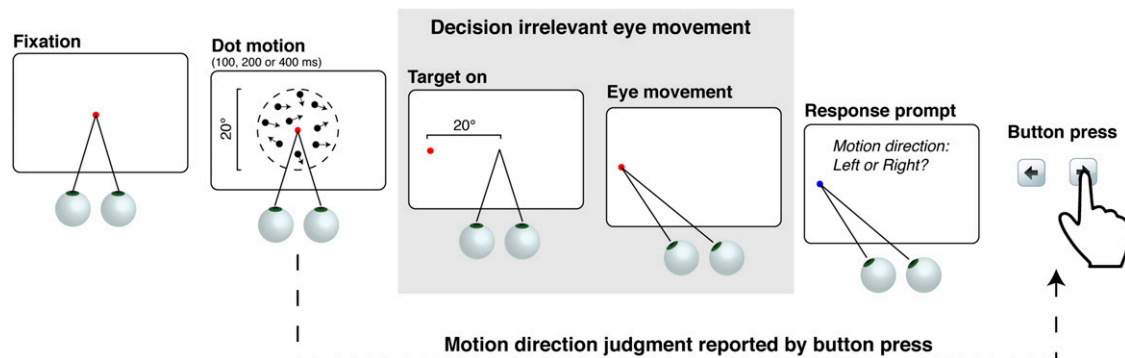 Decision irrelevant eye movement
Fixation
Dot motion
(100, 200 or 400 ms)
20°
Target on
20°
Eye movement
Response prompt
Motion direction:
Left or Right?
Button press
Motion direction judgment reported by button press